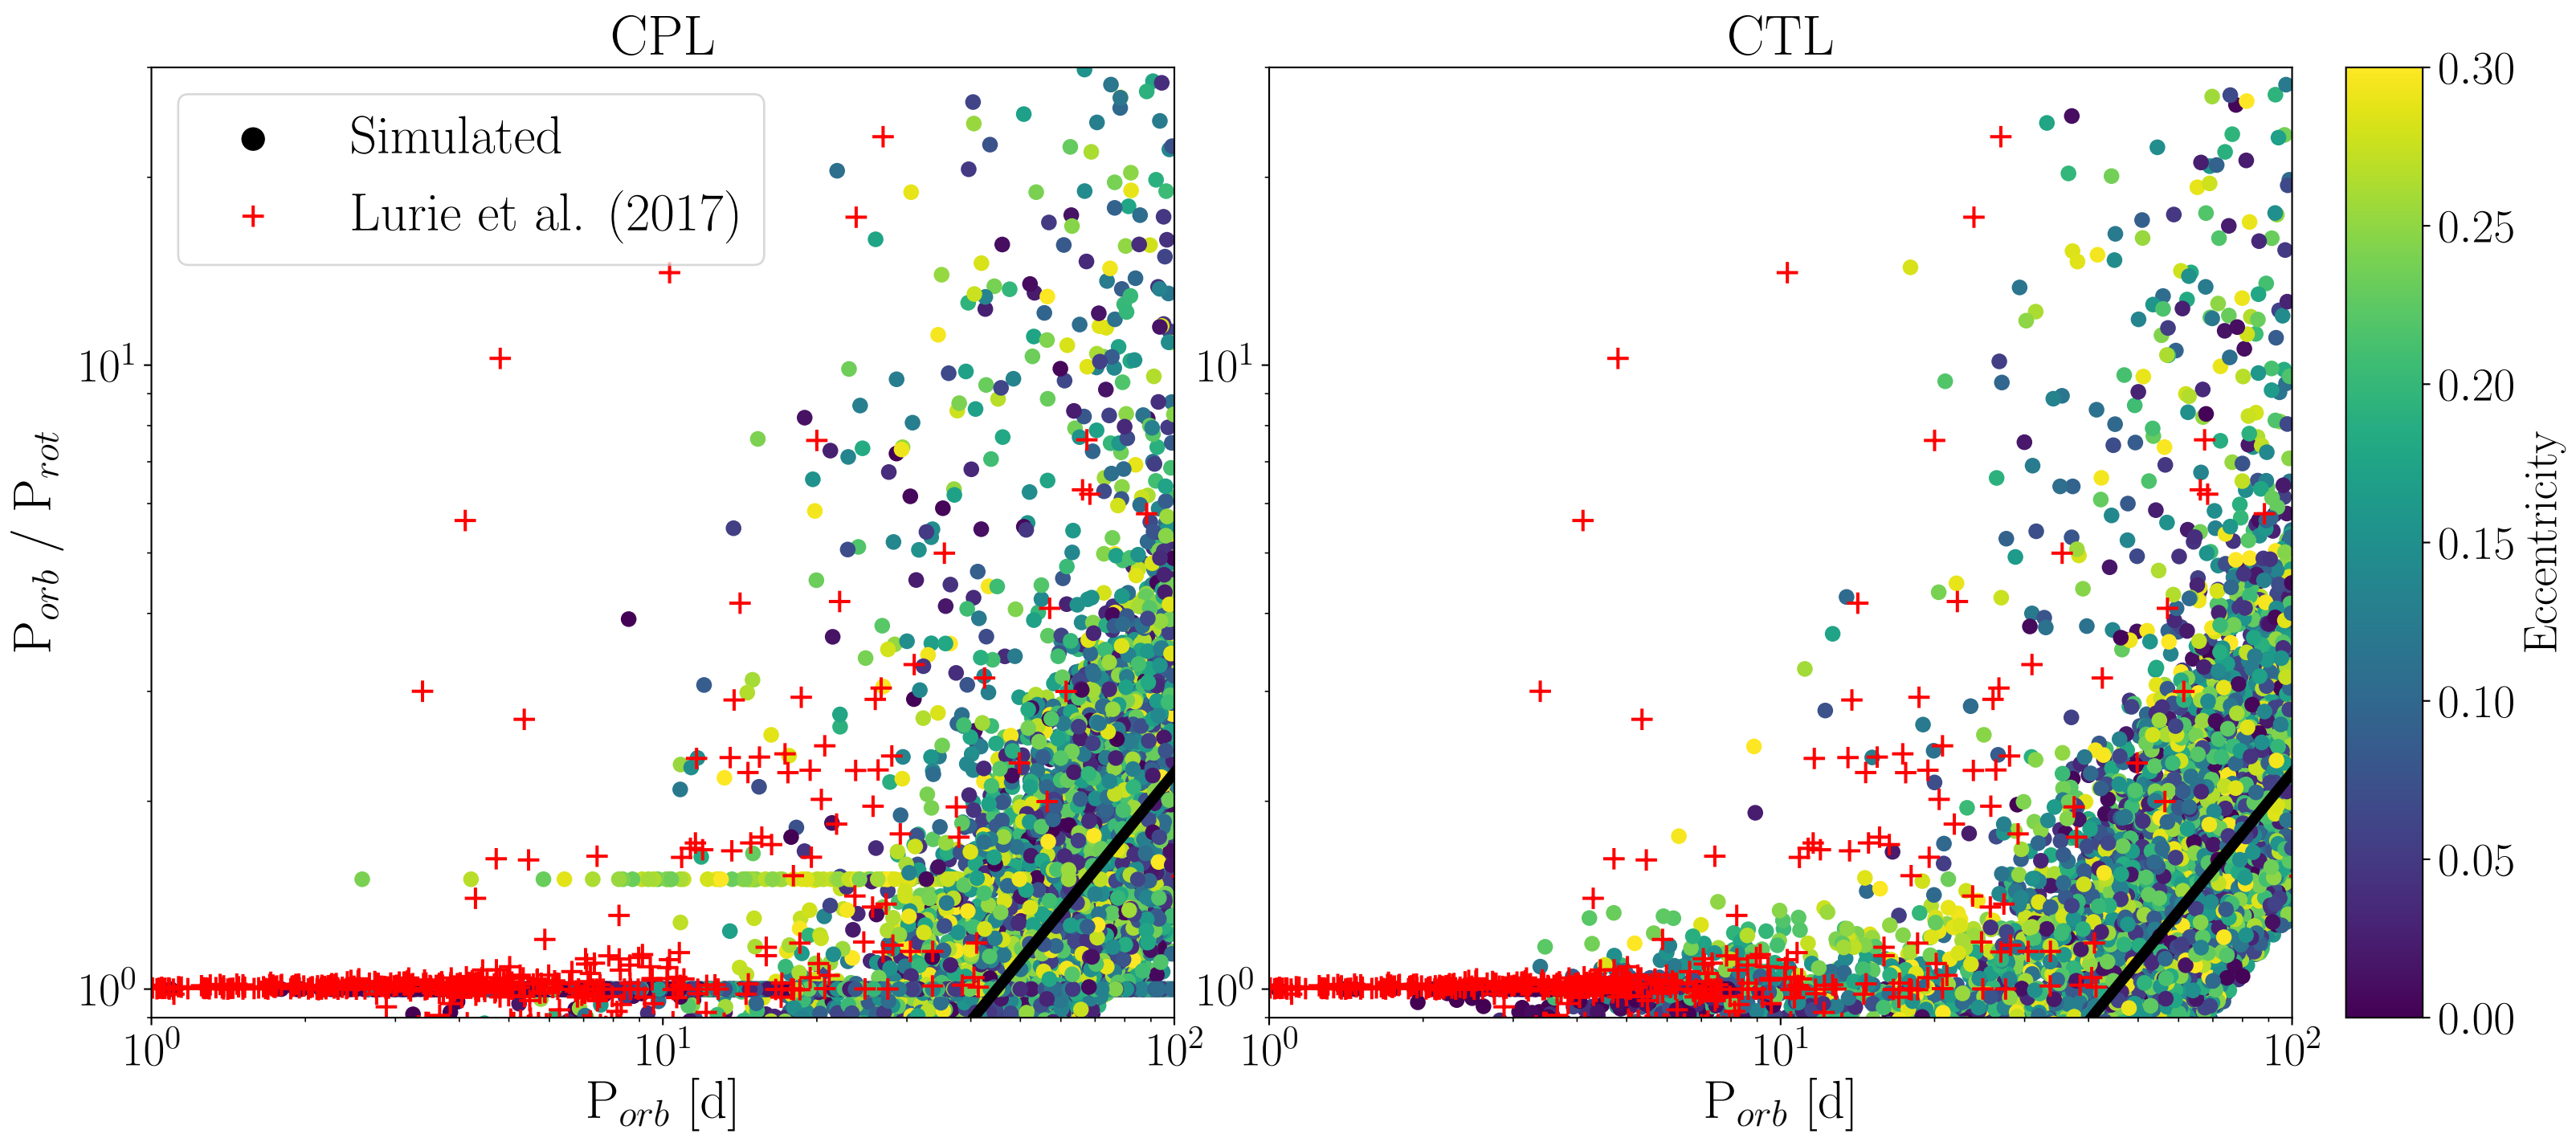 CPL
CTL
Simulated
Lurie et al. (2017)
P_orb / P_rot
10^1
10^0
10^0
10^1
10^2
P_orb [d]
10^1
10^0
10^0
10^1
10^2
P_orb [d]
0.30
0.25
0.20
0.15
0.10
0.05
0.00
Eccentricity